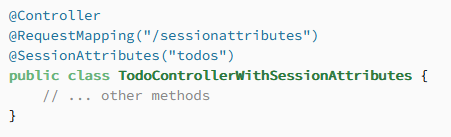 @Controller
@RequestMapping("/sessionattributes")
@SessionAttributes("todos")
public class TodoControllerWithSessionAttributes {
    // ... other methods
}